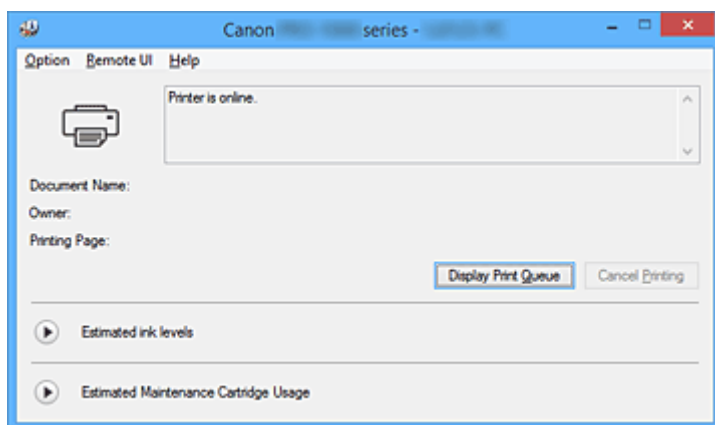 Canon series -
Option Remote UI Help
Printer is online.
Document Name:
Owner:
Printing Page:
Display Print Queue Cancel Printing
Estimated ink levels
Estimated Maintenance Cartridge Usage